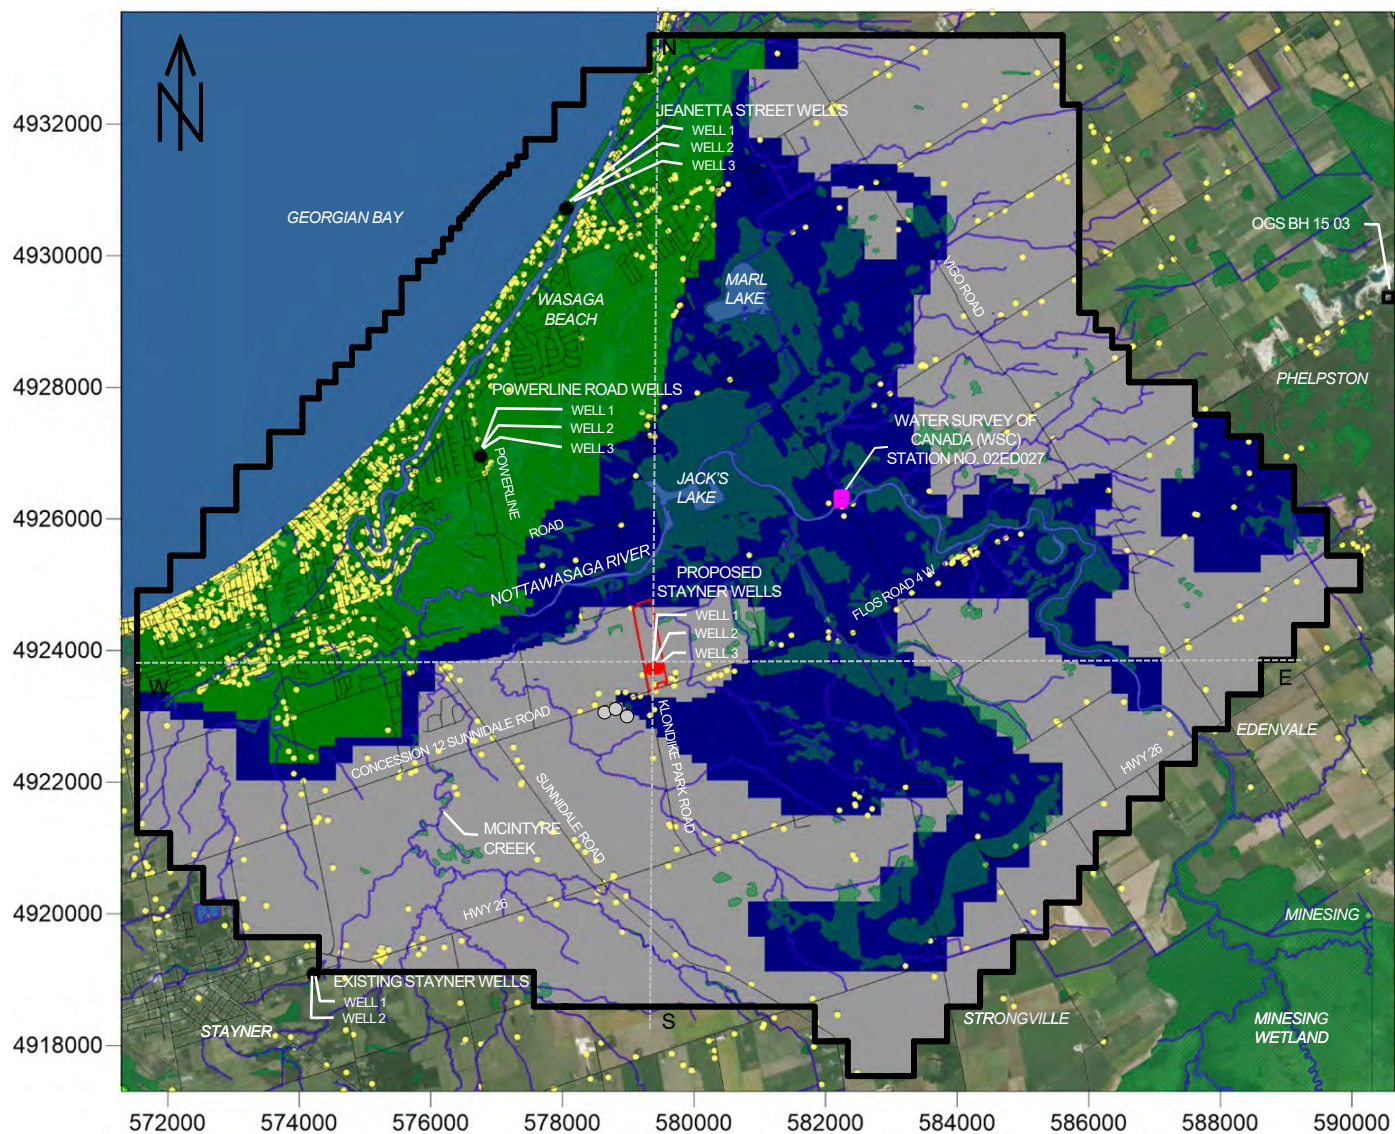 N
4932000
JEANETTA STREET WELLS
WELL 1
WELL 2
WELL 3
GEORGIAN BAY
OGS BH 15 03
4930000
VIGO ROAD
MARL
LAKE
WASAGA
BEACH
4928000
PHELPSTON
POWERLINE ROAD WELLS
WELL 1
WELL 2
WELL 3
WATER SURVEY OF
CANADA (WSC)
STATION NO. 02ED027
POWERLINE
ROAD
JACK'S
LAKE
4926000
NOTTAWASAGA RIVER
PROPOSED
STAYNER WELLS
WELL 1
WELL 2
WELL 3
FLOS ROAD 4 W
4924000
W
E
KLONDIKE PARK ROAD
CONCESSION 12 SUNNIDALE ROAD
SUNNIDALE ROAD
EDENVALE
HWY 26
4922000
MCINTYRE
CREEK
HWY 26
4920000
MINESING
EXISTING STAYNER WELLS
WELL 1
WELL 2
STAYNER
S
STRONGVILLE
MINESING
WETLAND
4918000
572000 574000 576000 578000 580000 582000 584000 586000 588000 590000